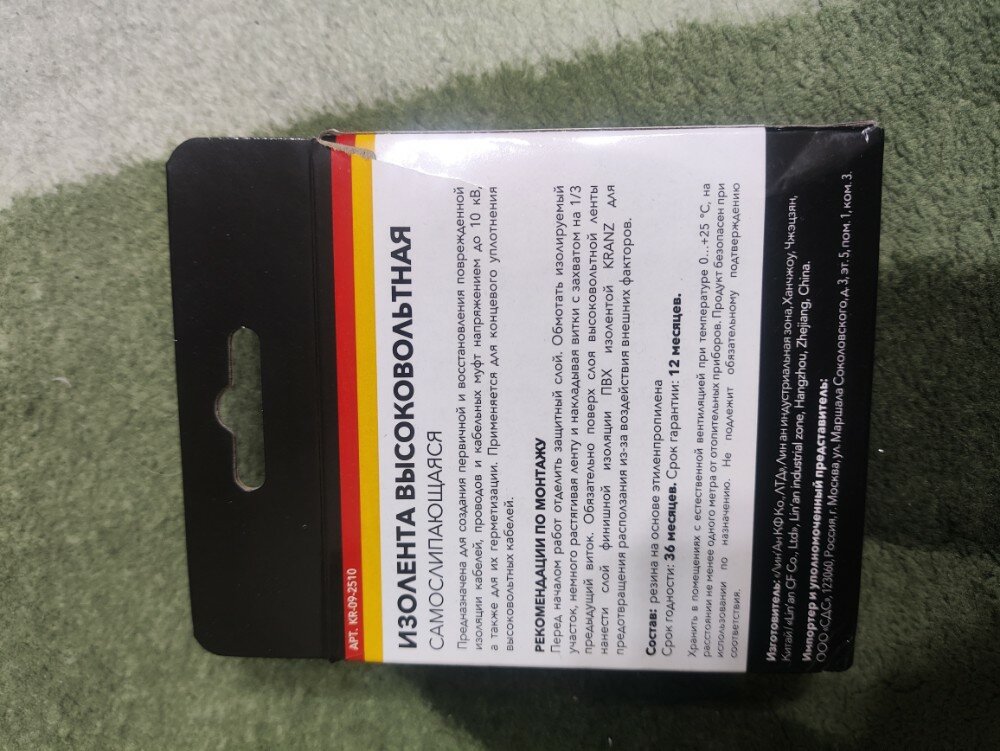 АРТ. KR-09-2510
ИЗОЛЕНТА ВЫСОКОВОЛЬТНАЯ
САМОСЛИПАЮЩАЯСЯ
Предназначена для создания первичной и восстановления поврежденной
изоляции кабелей, проводов и кабельных муфт напряжением до 10 кВ,
а также для их герметизации. Применяется для концевого уплотнения
высоковольтных кабелей.
РЕКОМЕНДАЦИИ ПО МОНТАЖУ
Перед началом работ отделить защитный слой. Обмотать изолируемый
участок, немного растягивая ленту и накладывая витки с захватом на 1/3
предыдущий виток. Обязательно поверх слоя высоковольтной ленты
нанести слой финишной изоляции ПВХ изолентой KRANZ для
предотвращения расползания из-за воздействия внешних факторов.
Состав: резина на основе этиленпропилена
Срок годности: 36 месяцев. Срок гарантии: 12 месяцев.
Хранить в помещениях с естественной вентиляцией при температуре 0...+25 °С, на
расстоянии не менее одного метра от отопительных приборов. Продукт безопасен при
использовании по назначению. Не подлежит обязательному подтверждению
соответствия.
Изготовитель: «Лин'Ан КФ Ко., ЛТД», Лин ан индустриальная зона, Ханчжоу, Чжэцзян,
Китай / «Lin'an CF Co., Ltd», Lin'an industrial zone, Hangzhou, Zhejiang, China.
Импортер и уполномоченный представитель:
ООО «СДС», 123060, Россия, г. Москва, ул. Маршала Соколовского, д. 3, эт. 5, пом. 1, ком. 3.